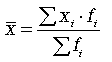 x̄ = ∑ xᵢ · fᵢ / ∑ fᵢ